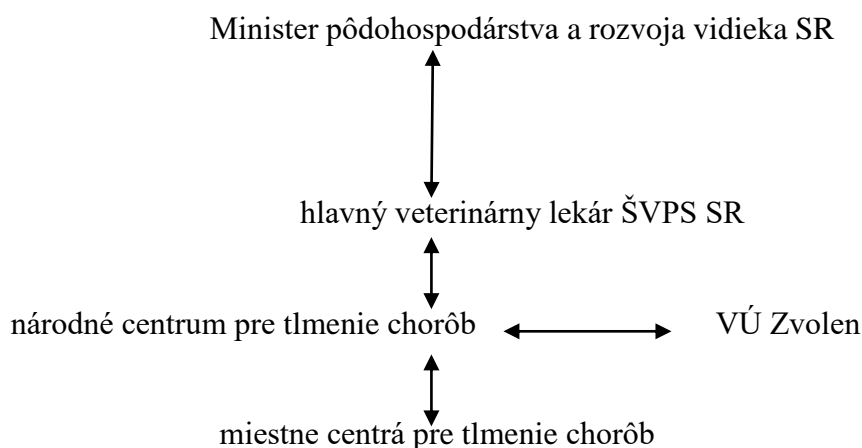 Minister pôdohospodárstva a rozvoja vidieka SR
hlavný veterinárny lekár ŠVPS SR
národné centrum pre tlmenie chorôb VÚ Zvolen
miestne centrá pre tlmenie chorôb